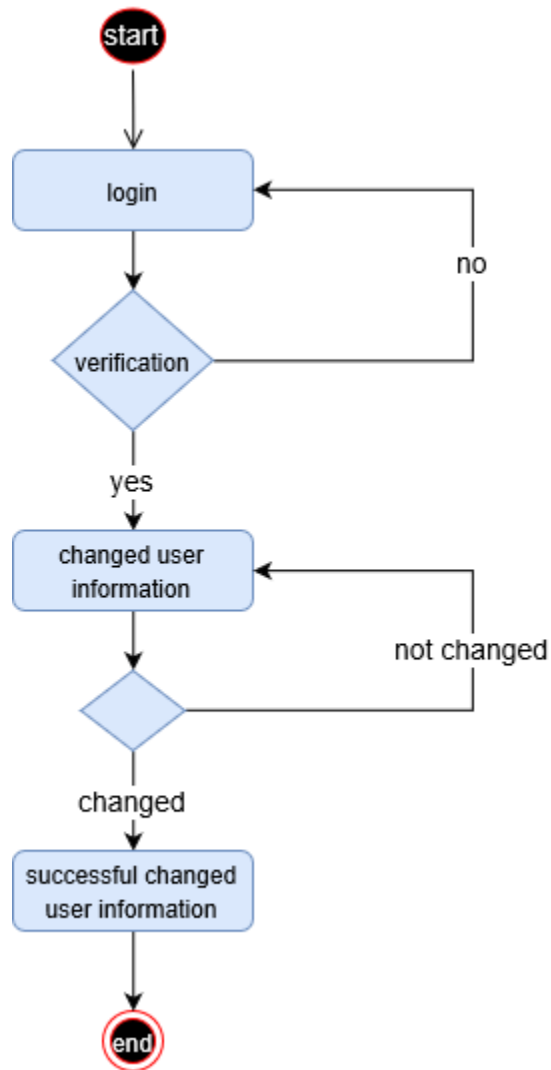 start
login
no
verification
yes
changed user
information
not changed
changed
successful changed
user information
end